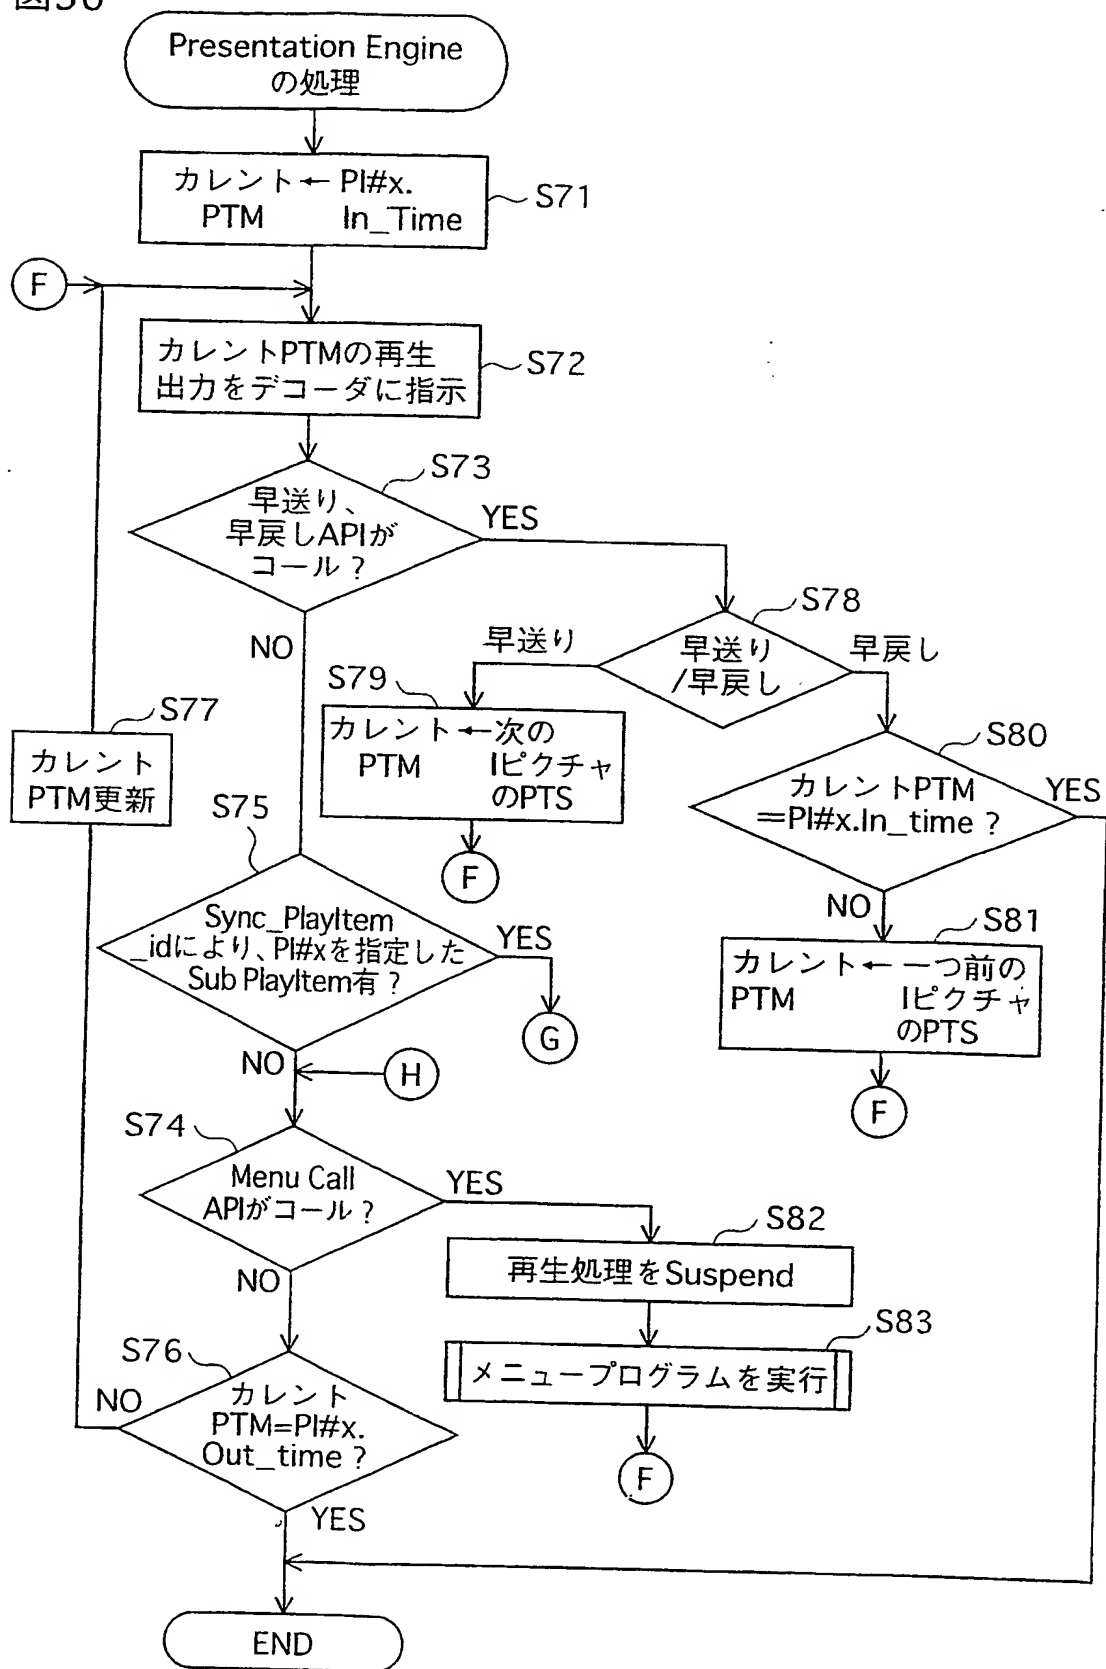 Presentation Engine
の処理
カレント ← PI#x.
PTM In_Time
S71
F
カレントPTMの再生
出力をデコーダに指示
S72
S73
早送り、
早戻しAPIが
コール？
YES
NO
S78
早送り
/早戻し
早送り
早戻し
S79
カレント ← 次の
PTM Iピクチャ
のPTS
F
S80
カレントPTM
=PI#x.In_time？
YES
NO
S81
カレント ← 一つ前の
PTM Iピクチャ
のPTS
F
S77
カレント
PTM更新
S75
Sync_PlayItem
_idにより、PI#xを指定した
Sub PlayItem有？
YES
G
NO
H
S74
Menu Call
APIがコール？
YES
NO
S82
再生処理をSuspend
S83
メニュープログラムを実行
F
S76
カレント
PTM=PI#x.
Out_time？
NO
YES
END